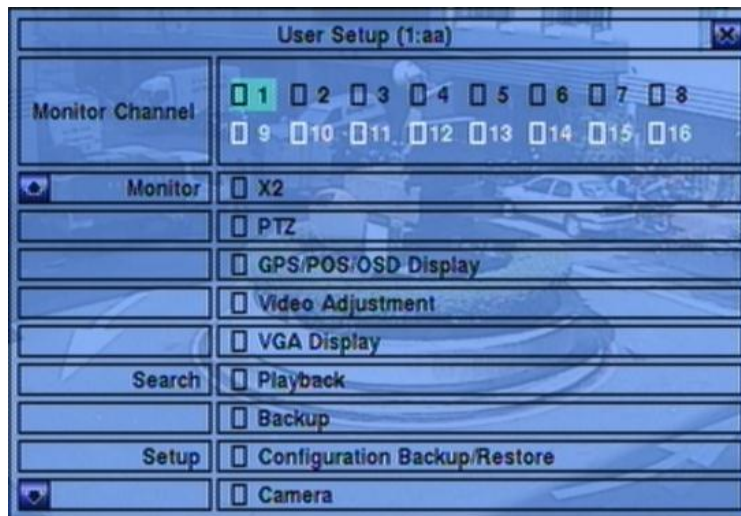 User Setup (1:aa)
Monitor Channel
1 2 3 4 5 6 7 8
9 10 11 12 13 14 15 16
Monitor X2
PTZ
GPS/POS/OSD Display
Video Adjustment
VGA Display
Search Playback
Backup
Setup Configuration Backup/Restore
Camera